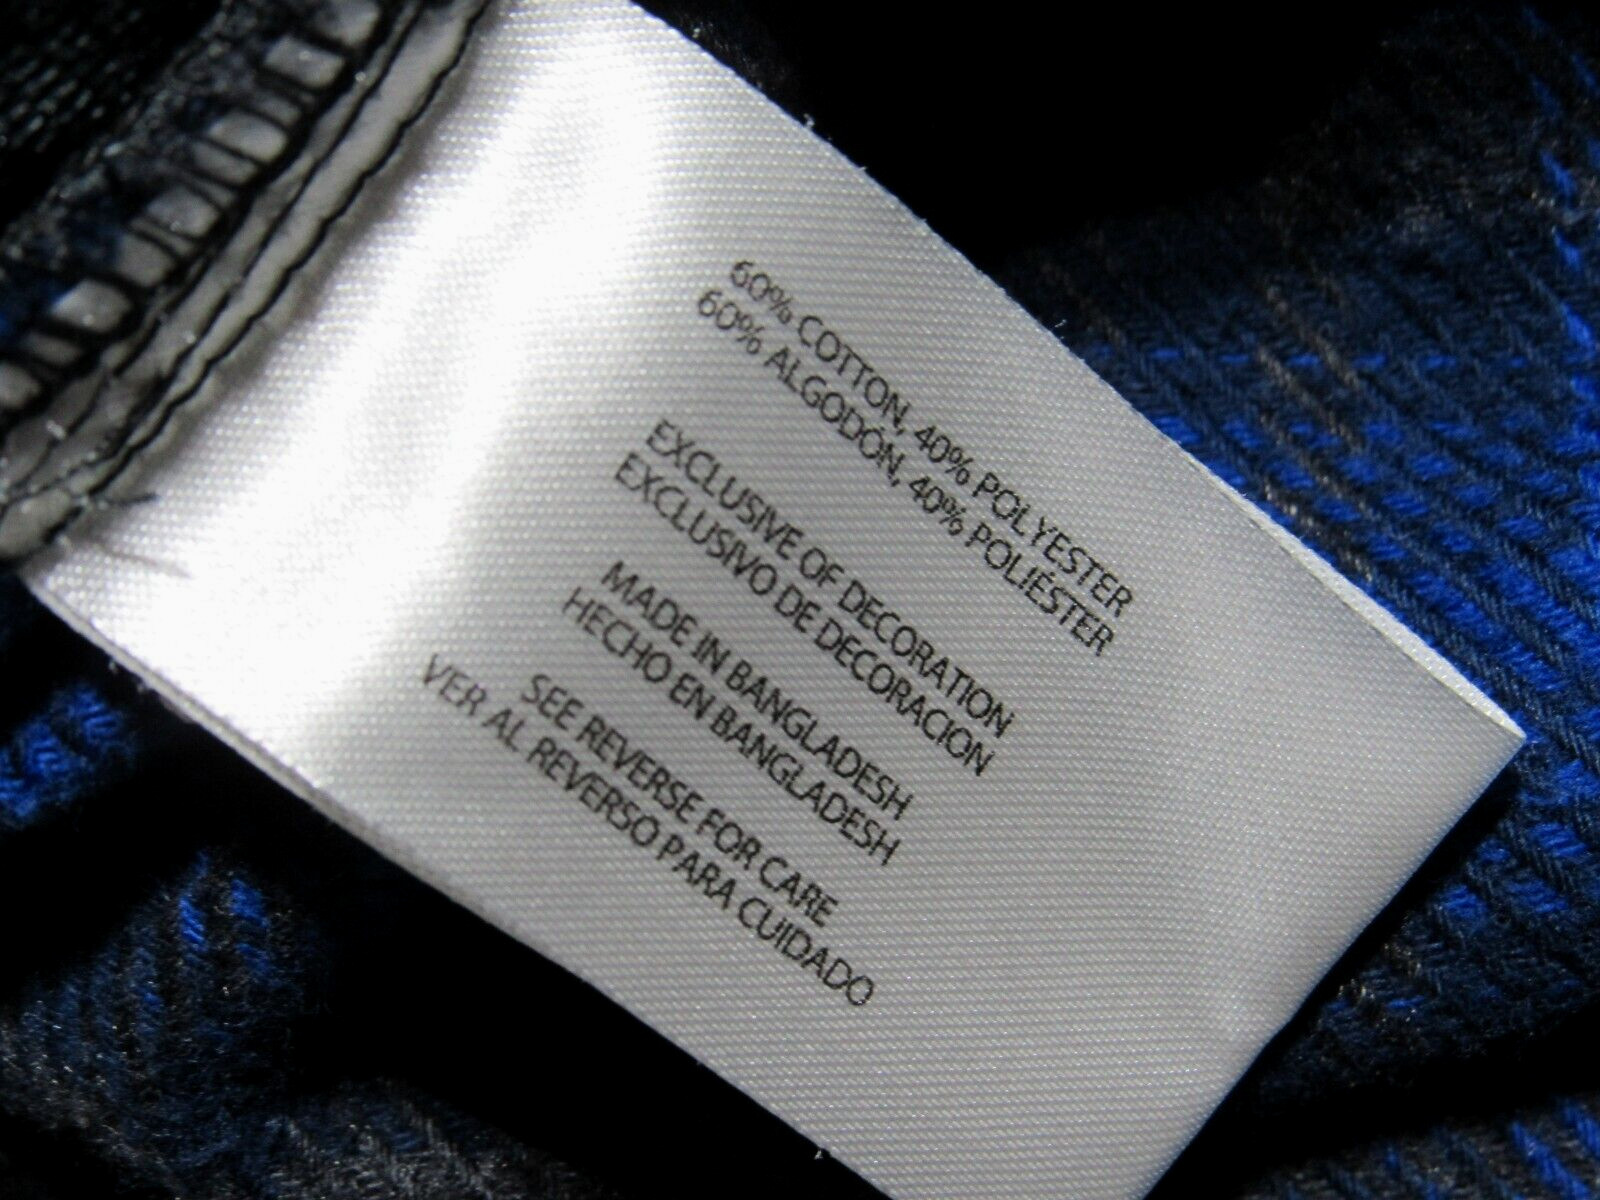 60% COTTON, 40% POLYESTER
60% ALGODÓN, 40% POLIÉSTER
EXCLUSIVE OF DECORATION
EXCLUSIVO DE DECORACION
MADE IN BANGLADESH
HECHO EN BANGLADESH
SEE REVERSE FOR CARE
VER AL REVERSO PARA CUIDADO